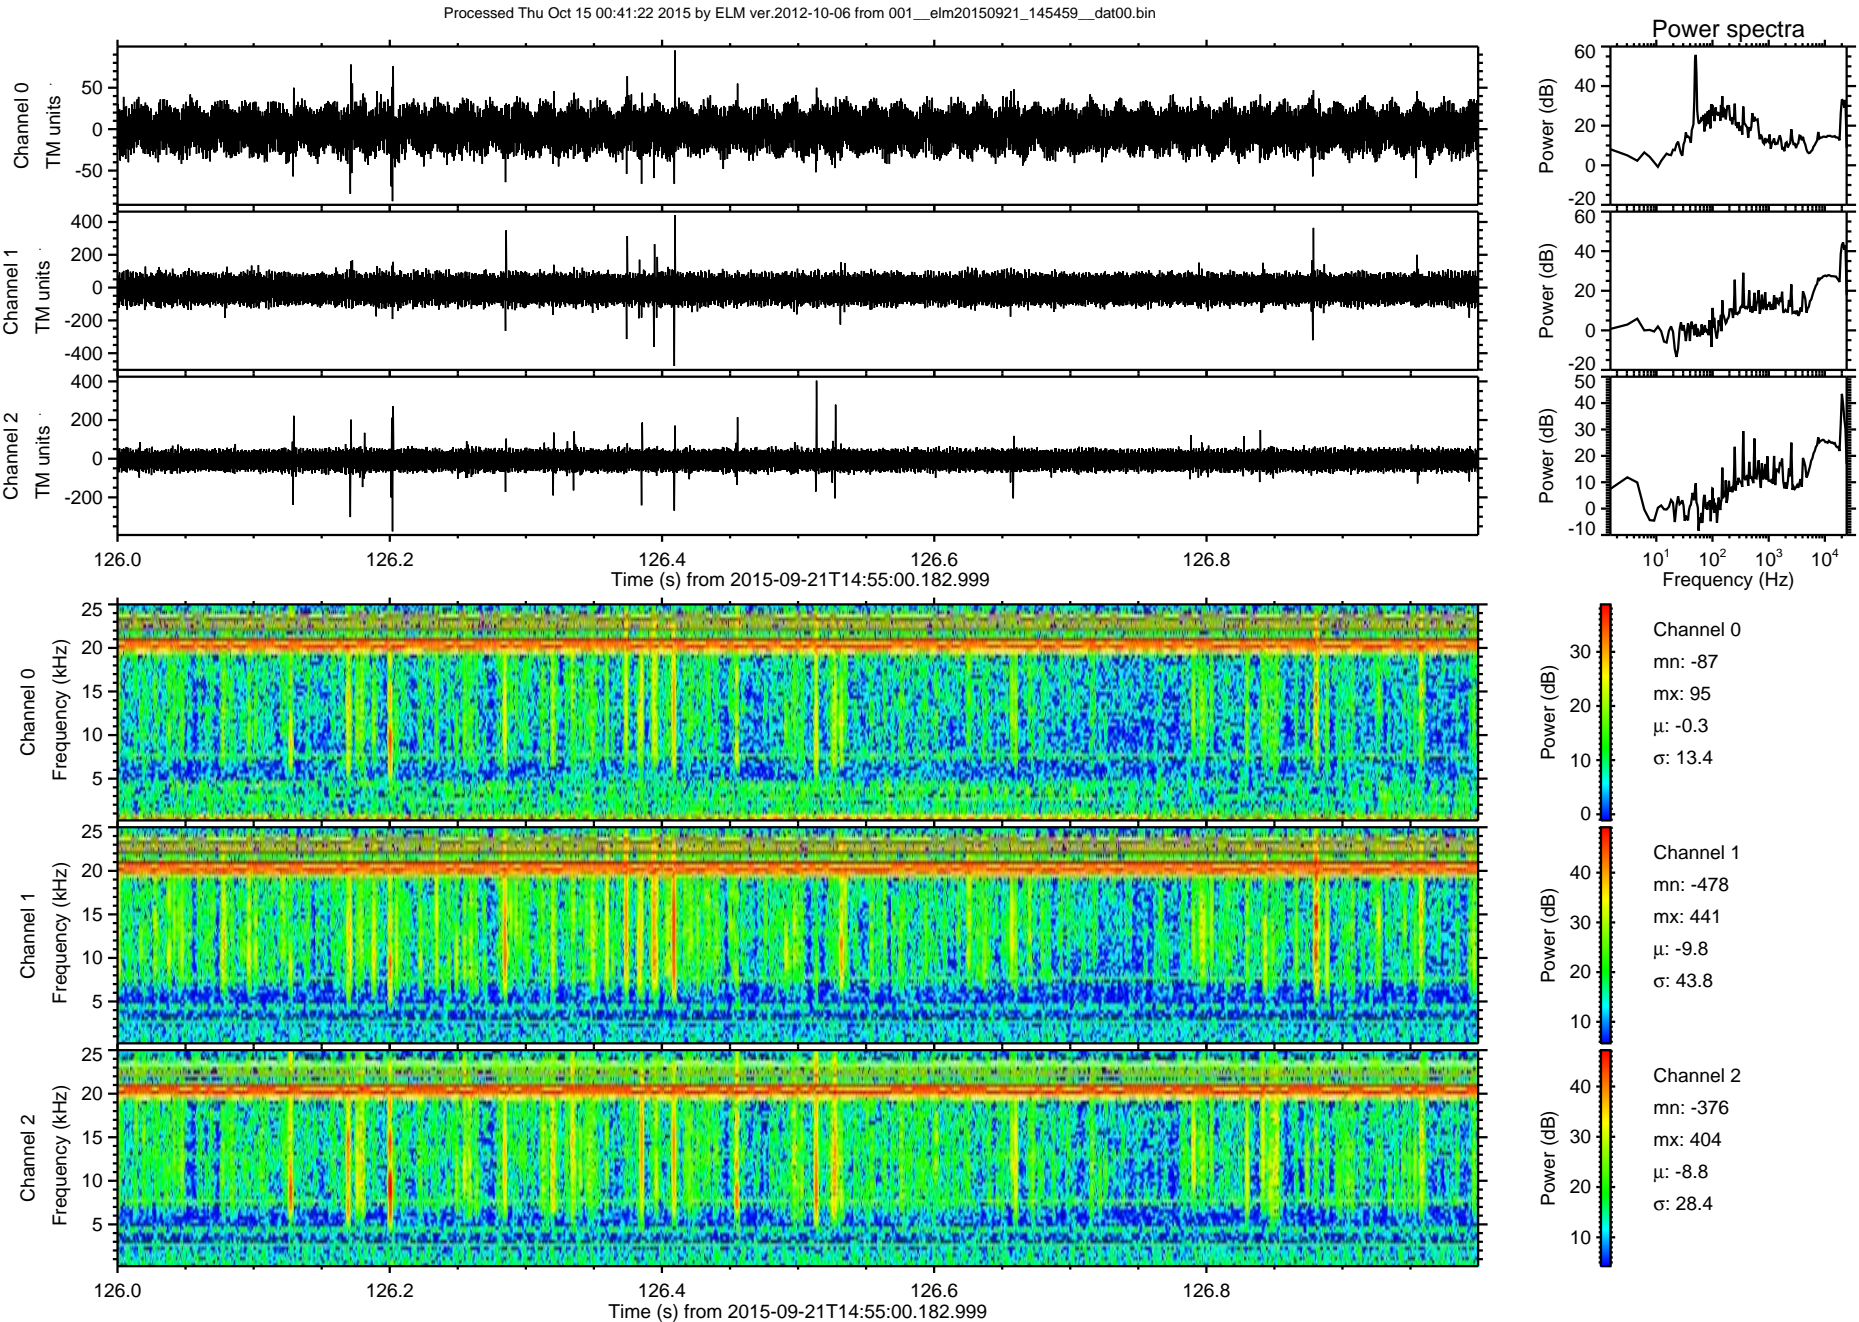 Processed Thu Oct 15 00:41:22 2015 by ELM ver.2012-10-06 from 001__elm20150921_145459__dat00.bin
Power spectra
Channel 0
TM units
50
0
-50
Power (dB)
60
40
20
0
-20
Channel 1
TM units
400
200
0
-200
-400
Power (dB)
60
40
20
0
-20
Channel 2
TM units
400
200
0
-200
Power (dB)
50
40
30
20
10
0
-10
126.0 126.2 126.4 126.6 126.8
Time (s) from 2015-09-21T14:55:00.182.999
10^1 10^2 10^3 10^4
Frequency (Hz)
Channel 0
Frequency (kHz)
25
20
15
10
5
Power (dB)
30
20
10
0
Channel 0
mn: -87
mx: 95
μ: -0.3
σ: 13.4
Channel 1
Frequency (kHz)
25
20
15
10
5
Power (dB)
40
30
20
10
Channel 1
mn: -478
mx: 441
μ: -9.8
σ: 43.8
Channel 2
Frequency (kHz)
25
20
15
10
5
Power (dB)
40
30
20
10
Channel 2
mn: -376
mx: 404
μ: -8.8
σ: 28.4
126.0 126.2 126.4 126.6 126.8
Time (s) from 2015-09-21T14:55:00.182.999